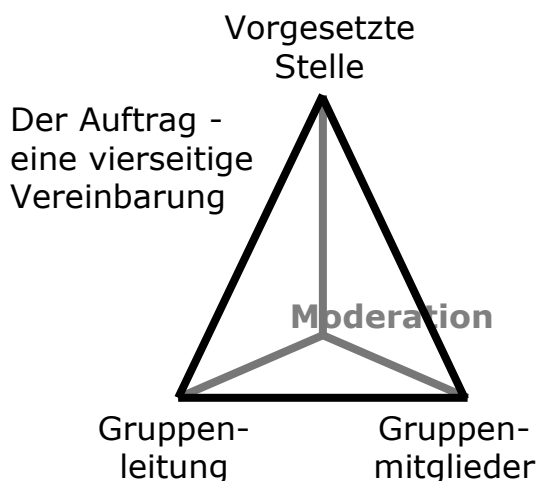 Vorgesetzte
Stelle
Der Auftrag -
eine vierseitige
Vereinbarung
Moderation
Gruppen-
leitung
Gruppen-
mitglieder